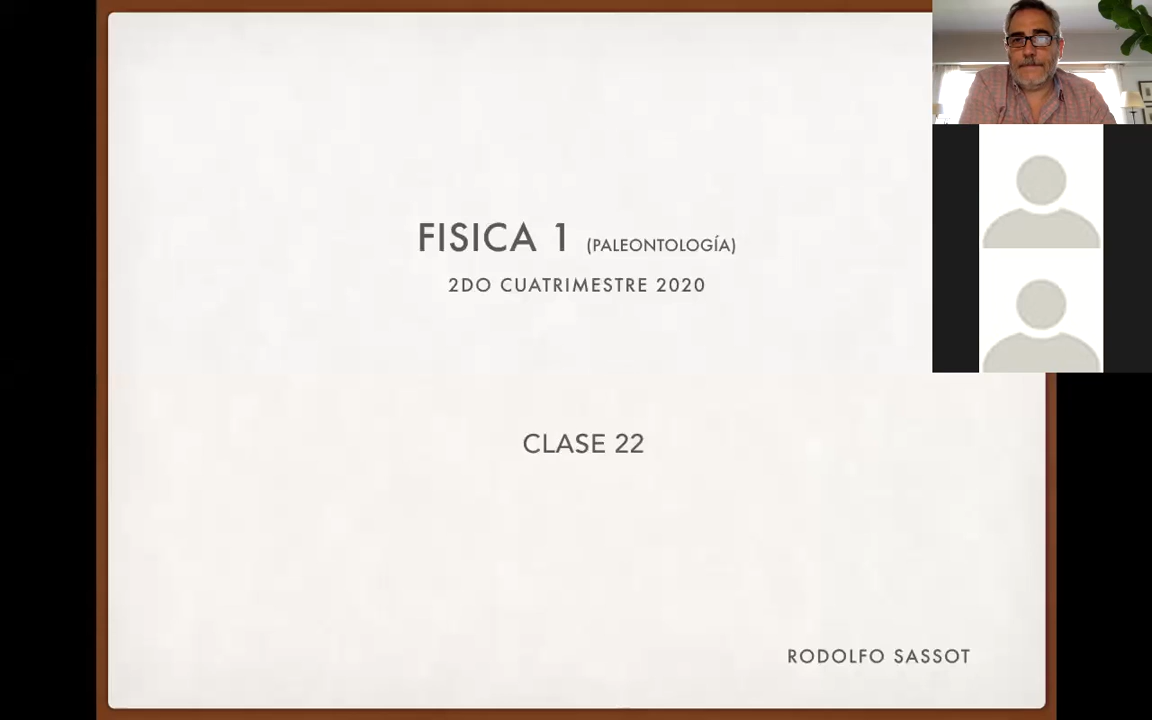 FISICA 1 (PALEONTOLOGÍA)
2DO CUATRIMESTRE 2020
CLASE 22
RODOLFO SASSOT